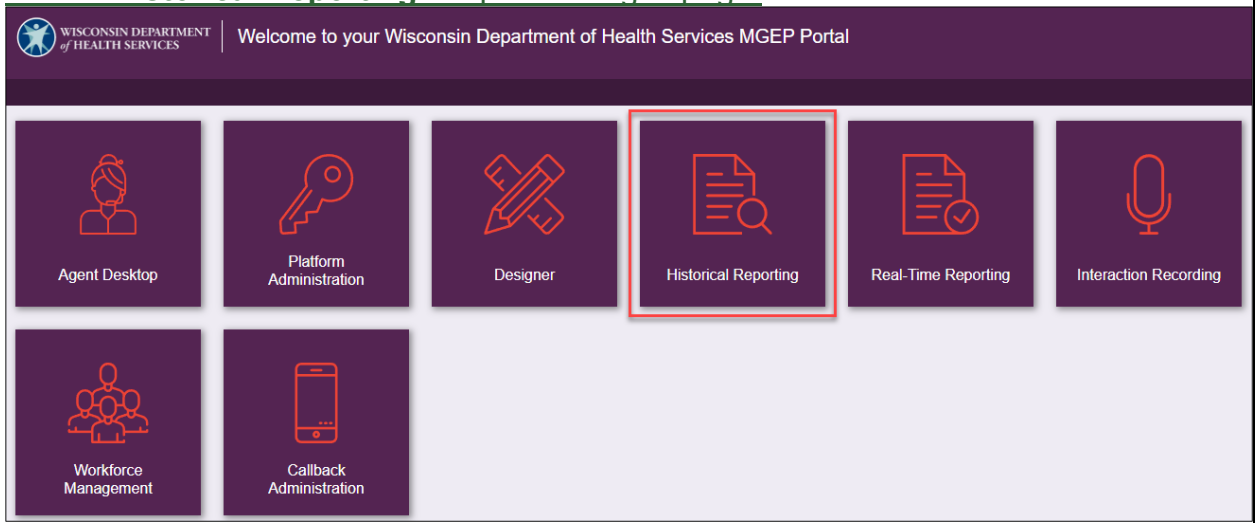 WISCONSIN DEPARTMENT
of HEALTH SERVICES
Welcome to your Wisconsin Department of Health Services MGEP Portal
Agent Desktop
Platform
Administration
Designer
Historical Reporting
Real-Time Reporting
Interaction Recording
Workforce
Management
Callback
Administration